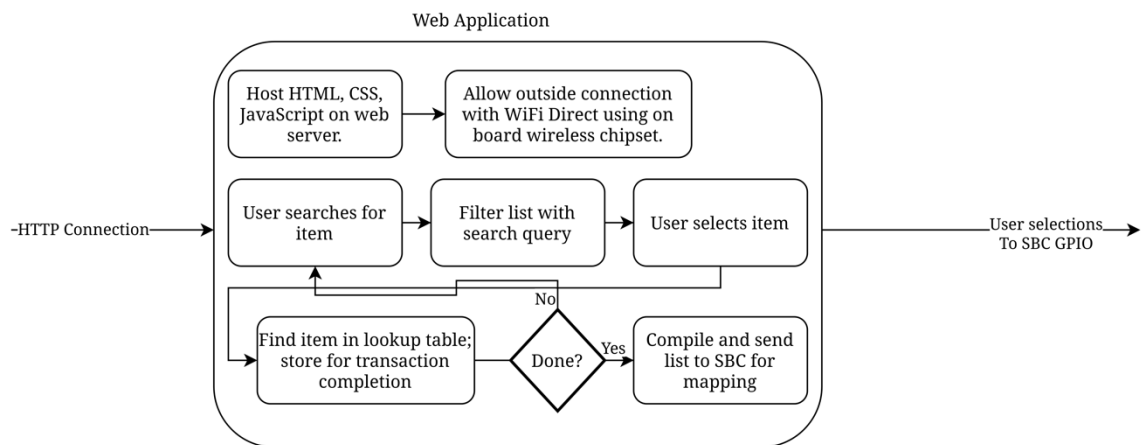 Web Application
Host HTML, CSS,
JavaScript on web
server.
Allow outside connection
with WiFi Direct using on
board wireless chipset.
HTTP Connection
User searches for
item
Filter list with
search query
User selects item
User selections
To SBC GPIO
No
Find item in lookup table;
store for transaction
completion
Done?
Yes
Compile and send
list to SBC for
mapping